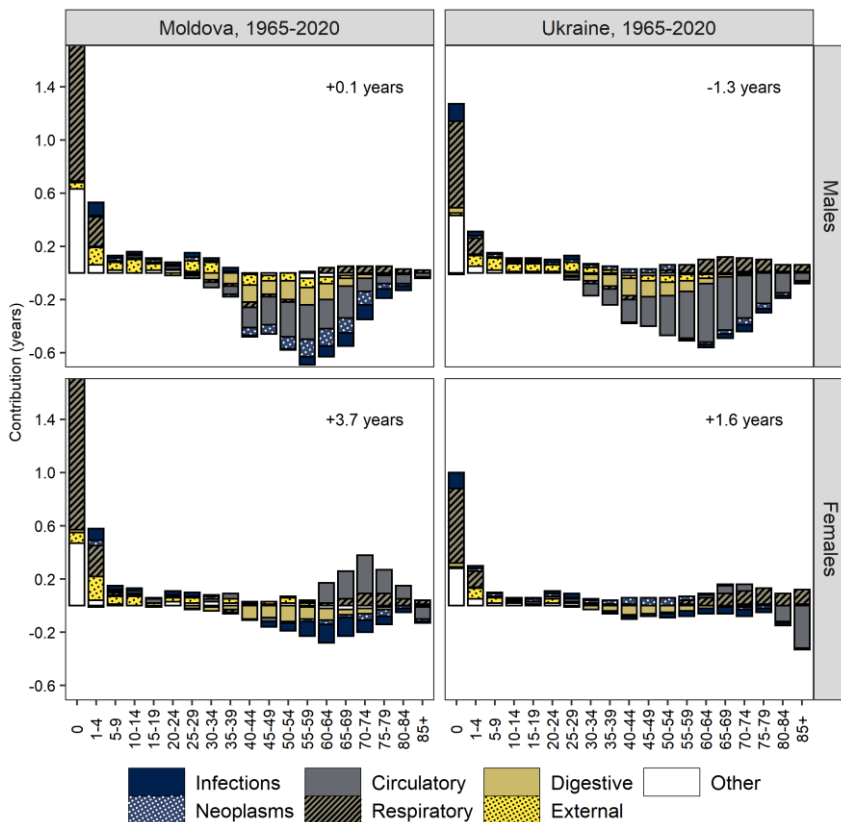 Moldova, 1965-2020
Ukraine, 1965-2020
Contribution (years)
1.4
1.0
0.6
0.2
-0.2
-0.6
+0.1 years
-1.3 years
Males
1.4
1.0
0.6
0.2
-0.2
-0.6
+3.7 years
+1.6 years
Females
0 1-4 5-9 10-14 15-19 20-24 25-29 30-34 35-39 40-44 45-49 50-54 55-59 60-64 65-69 70-74 75-79 80-84 85+
0 1-4 5-9 10-14 15-19 20-24 25-29 30-34 35-39 40-44 45-49 50-54 55-59 60-64 65-69 70-74 75-79 80-84 85+
Infections Circulatory Digestive Other
Neoplasms Respiratory External